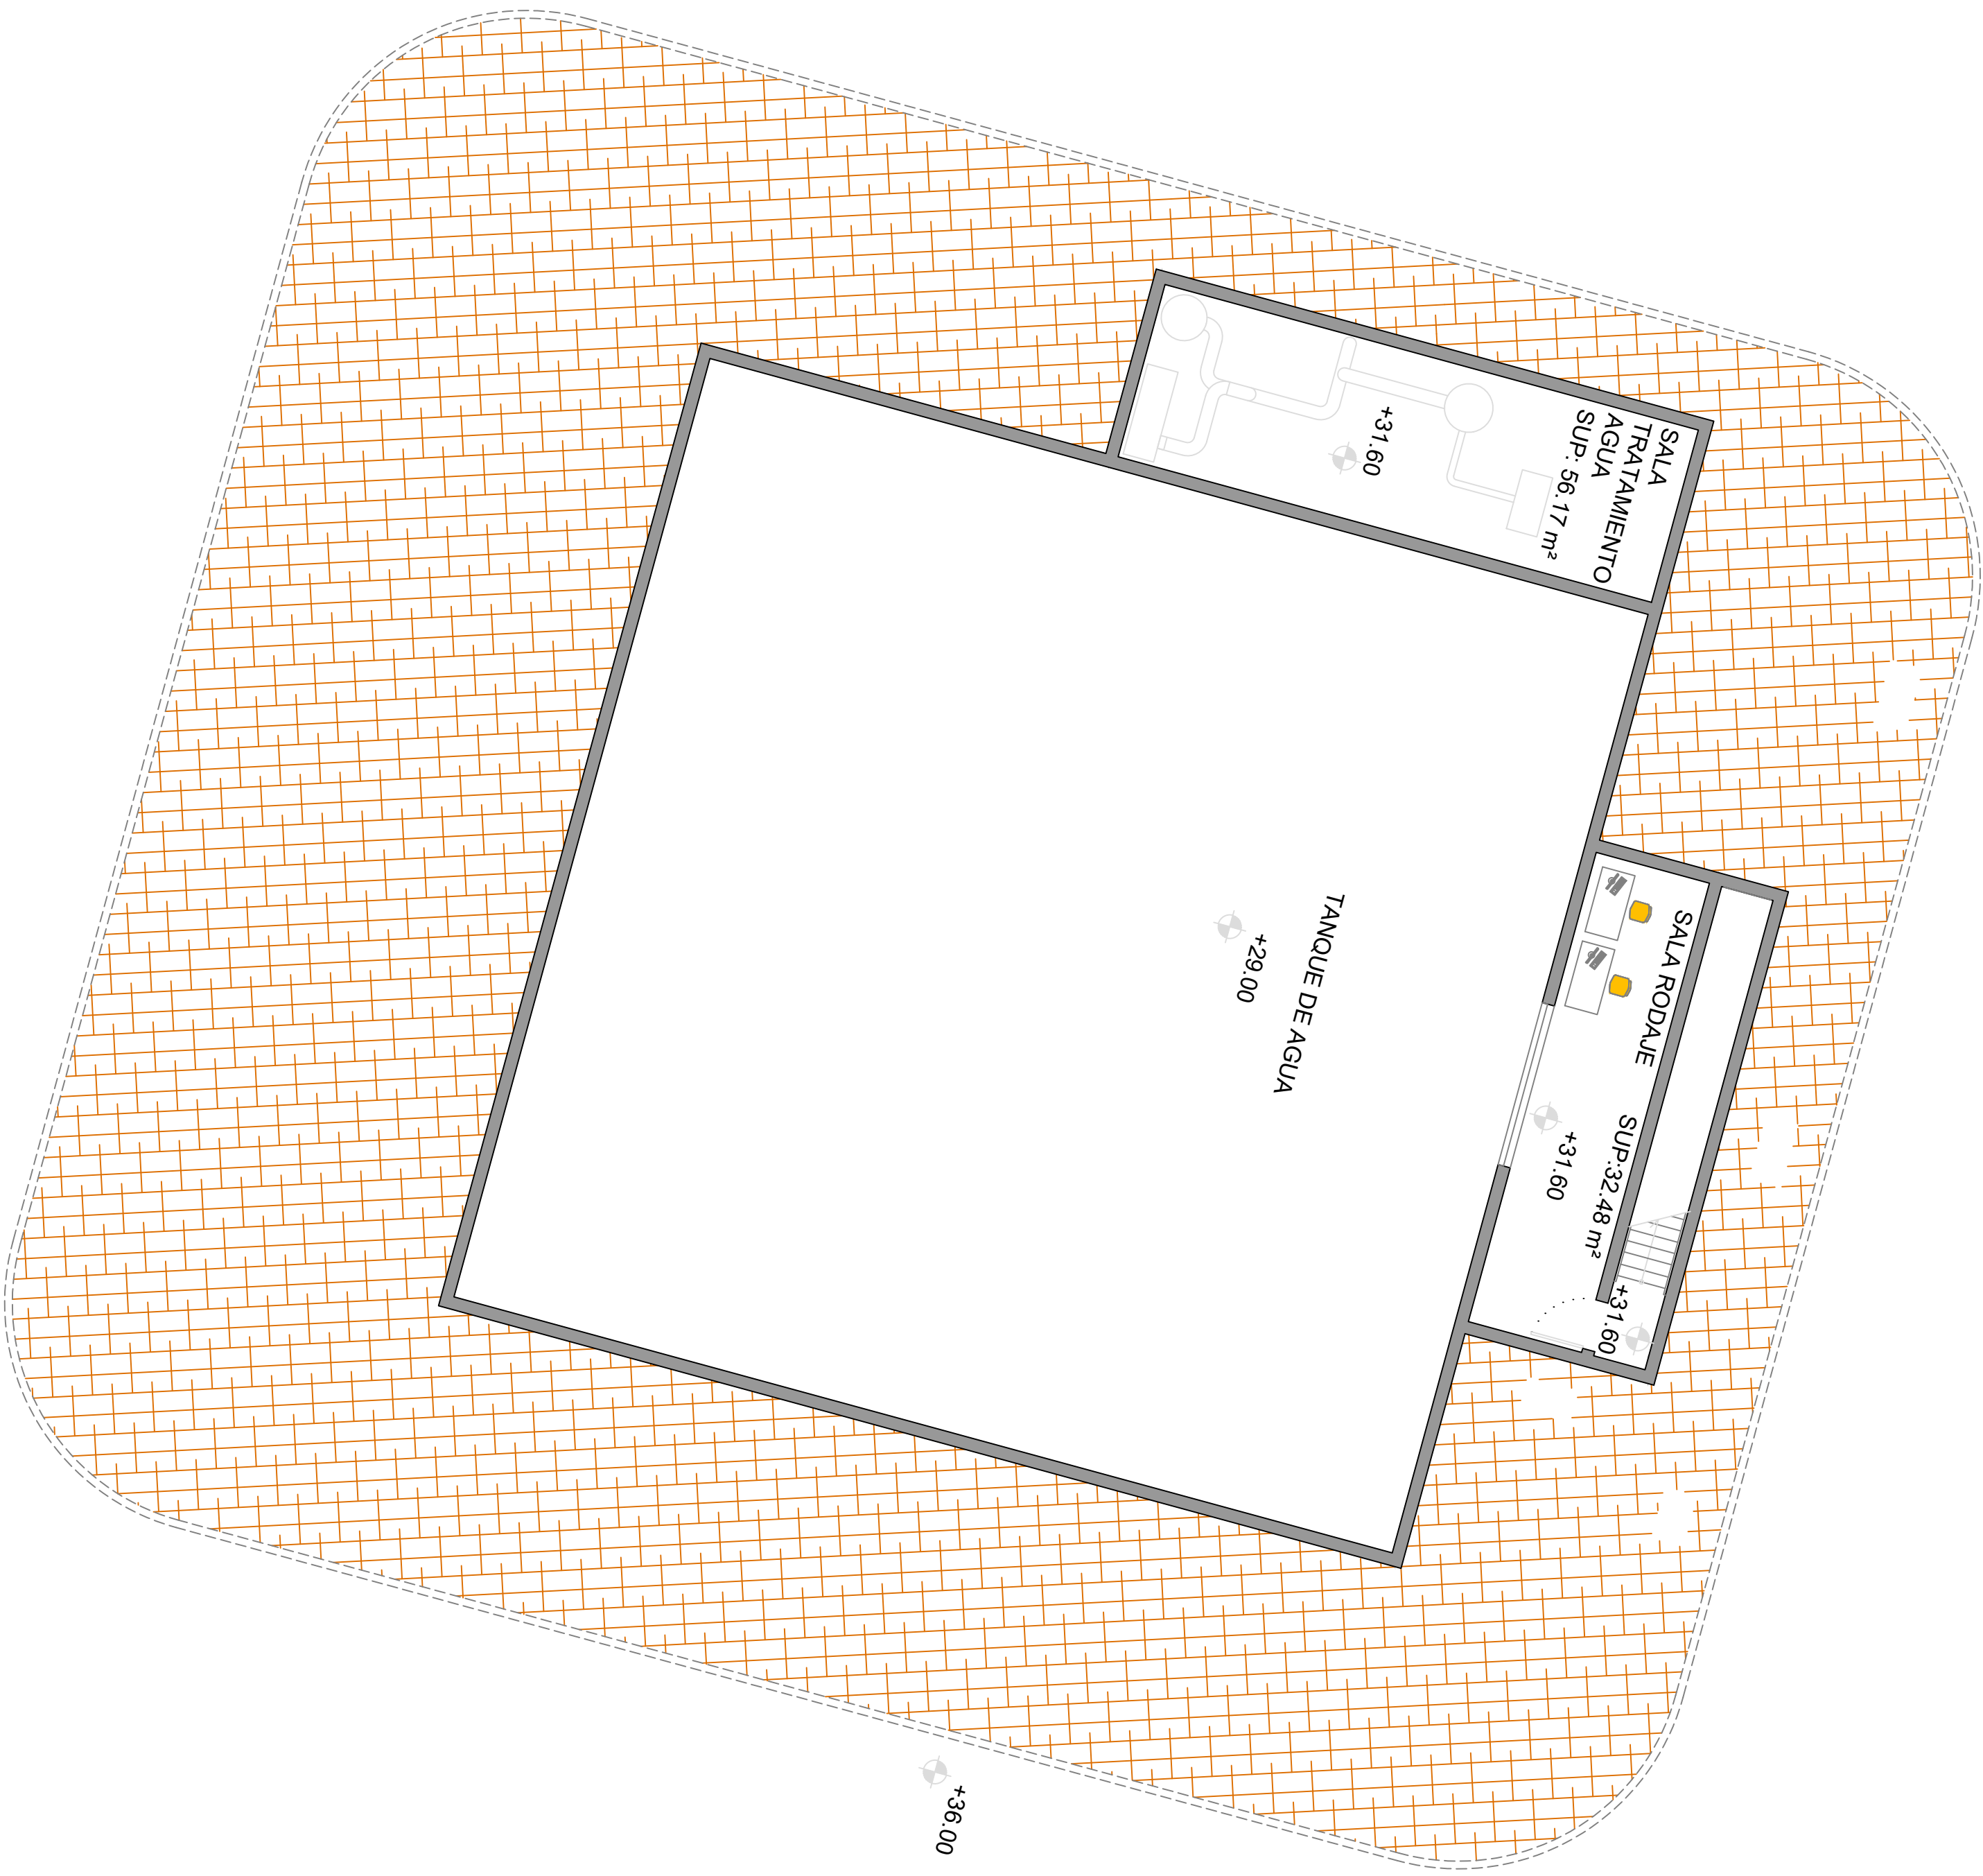 SALA
TRATAMIENTO
AGUA
SUP: 56.17 m²
+31.60
TANQUE DE AGUA
+29.00
SALA RODAJE
SUP:32.48 m²
+31.60
+31.60
+36.00